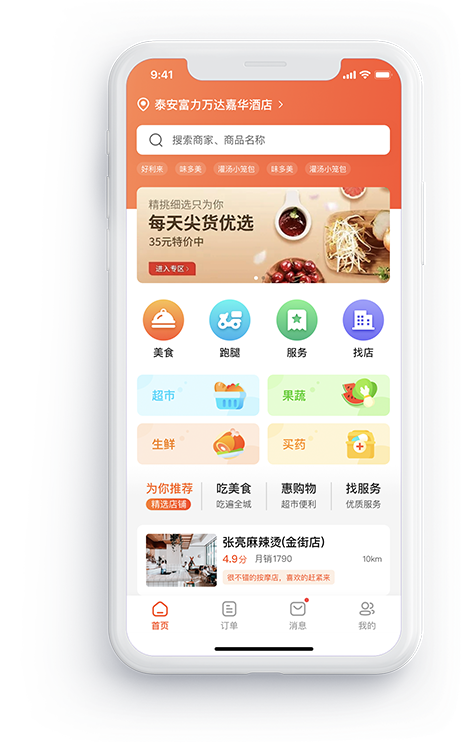 9:41
泰安富力万达嘉华酒店
搜索商家、商品名称
好利来 味多美 灌汤小笼包 味多美 灌汤小笼包
精挑细选只为你
每天尖货优选
35元特价中
进入专区
美食 跑腿 服务 找店
超市 果蔬
生鲜 买药
为你推荐 吃美食 惠购物 找服务
精选店铺 吃遍全城 超市便利 优质服务
张亮麻辣烫(金街店)
4.9分 月销1790 10km
很不错的按摩店，喜欢的赶紧来
首页 订单 消息 我的